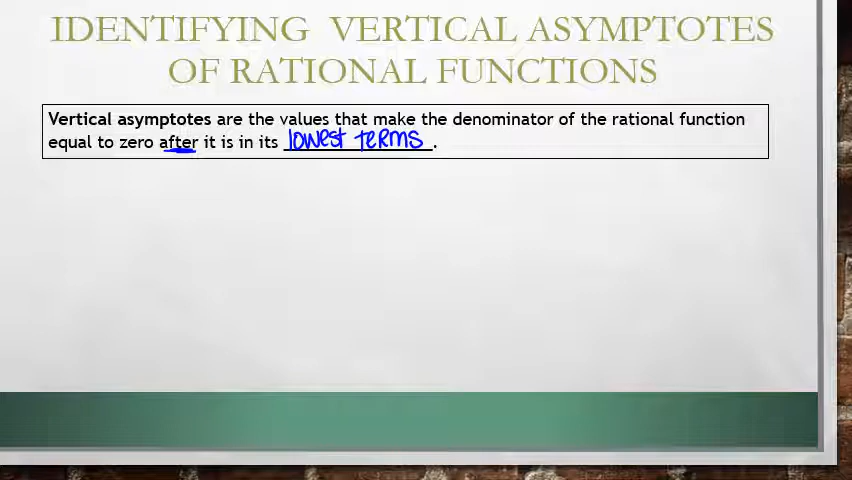 IDENTIFYING VERTICAL ASYMPTOTES
OF RATIONAL FUNCTIONS
Vertical asymptotes are the values that make the denominator of the rational function
equal to zero after it is in its lowest terms.